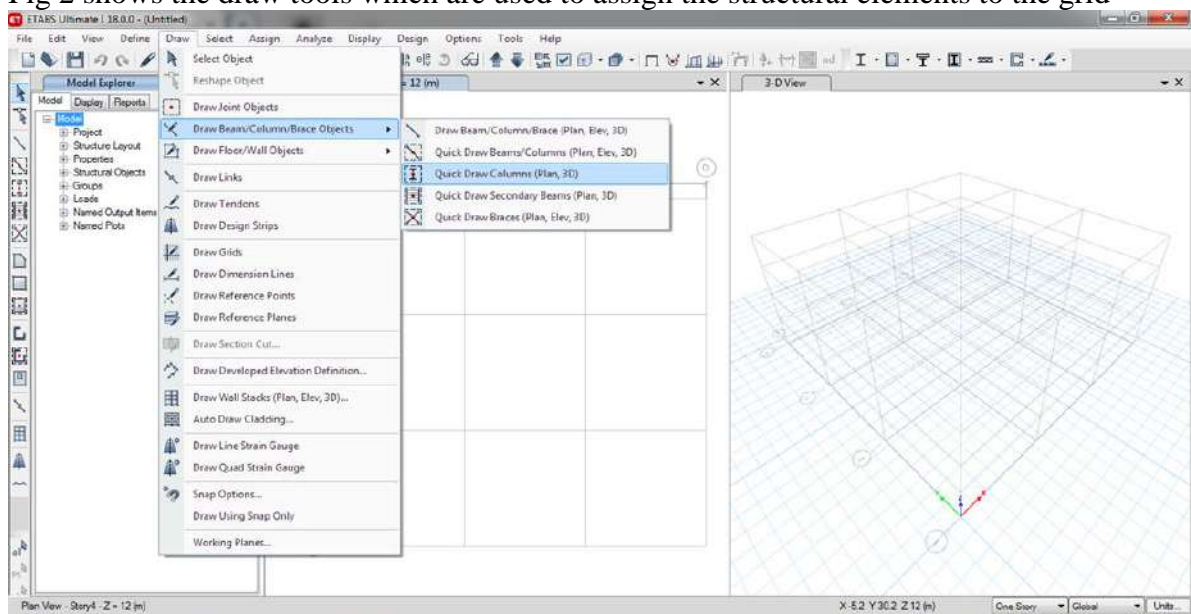 Fig 2 shows the draw tools which are used to assign the structural elements to the grid
ETABS Ultimate 18.0.0 - (Untitled)
File Edit View Define Draw Select Assign Analyze Display Design Options Tools Help
Model Explorer
= 12 (m)
3-D View
Model Display Reports
Model
Project
Structure Layout
Properties
Structural Objects
Groups
Loads
Named Output Items
Named Plots
Select Object
Reshape Object
Draw Joint Objects
Draw Beam/Column/Brace Objects
Draw Floor/Wall Objects
Draw Links
Draw Tendons
Draw Design Strips
Draw Grids
Draw Dimension Lines
Draw Reference Points
Draw Reference Planes
Draw Section Cut...
Draw Developed Elevation Definition...
Draw Wall Stacks (Plan, Elev, 3D)...
Auto Draw Cladding...
Draw Line Strain Gauge
Draw Quad Strain Gauge
Snap Options...
Draw Using Snap Only
Working Planes...
Draw Beam/Column/Brace (Plan, Elev, 3D)
Quick Draw Beams/Columns (Plan, Elev, 3D)
Quick Draw Columns (Plan, 3D)
Quick Draw Secondary Beams (Plan, 3D)
Quick Draw Braces (Plan, Elev, 3D)
Plan View - Story4 - Z = 12 (m)
X -5.2 Y 30.2 Z 12 (m)
One Story
Global
Units...